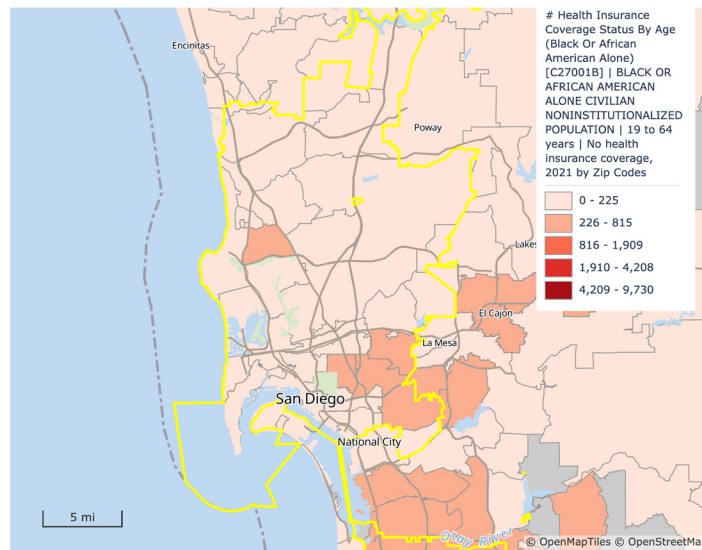 Encinitas
Poway
Lakes
El Cajon
La Mesa
San Diego
National City
Otay River
5 mi
# Health Insurance
Coverage Status By Age
(Black Or African
American Alone)
[C27001B] | BLACK OR
AFRICAN AMERICAN
ALONE CIVILIAN
NONINSTITUTIONALIZED
POPULATION | 19 to 64
years | No health
insurance coverage,
2021 by Zip Codes
0 - 225
226 - 815
816 - 1,909
1,910 - 4,208
4,209 - 9,730
© OpenMapTiles © OpenStreetMa